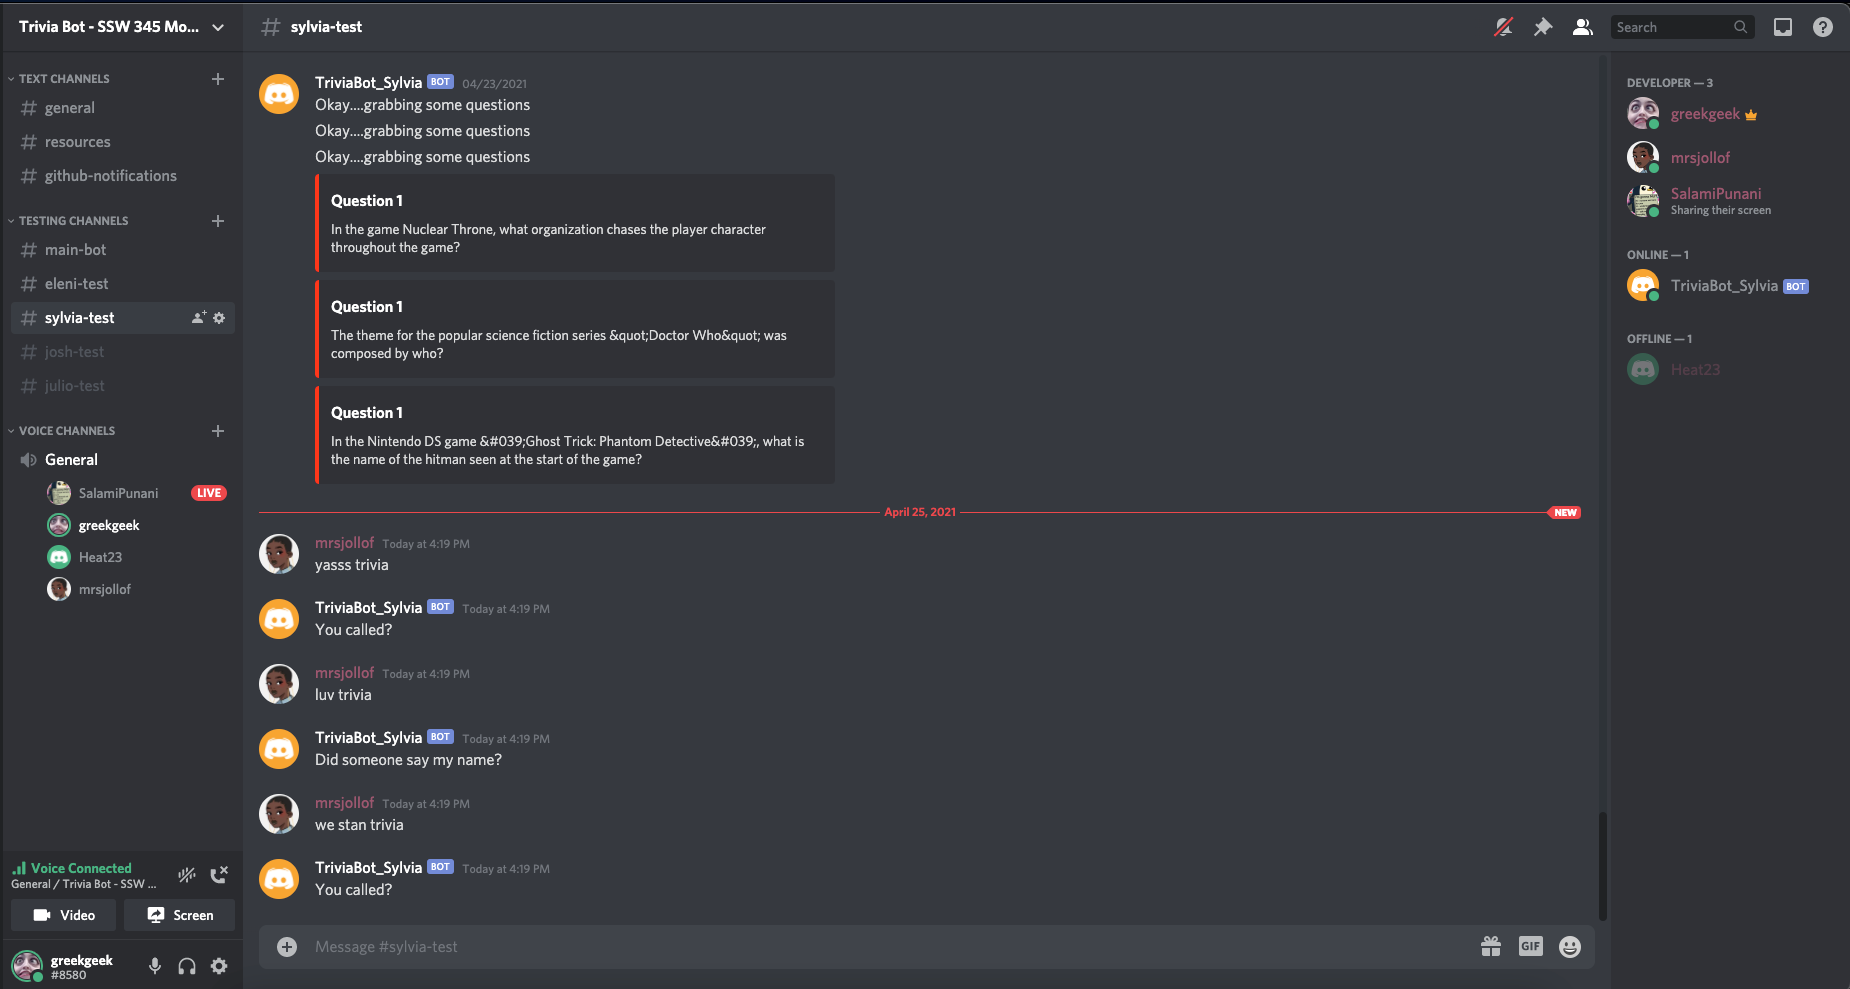 Trivia Bot - SSW 345 Mo...
TEXT CHANNELS
general
resources
github-notifications
TESTING CHANNELS
main-bot
eleni-test
sylvia-test
josh-test
julio-test
VOICE CHANNELS
General
SalamiPunani LIVE
greekgeek
Heat23
mrsjollof
Voice Connected
General / Trivia Bot - SSW ...
Video Screen
greekgeek
#8580
# sylvia-test
Search
TriviaBot_Sylvia BOT 04/23/2021
Okay....grabbing some questions
Okay....grabbing some questions
Okay....grabbing some questions
Question 1
In the game Nuclear Throne, what organization chases the player character
throughout the game?
Question 1
The theme for the popular science fiction series &quot;Doctor Who&quot; was
composed by who?
Question 1
In the Nintendo DS game &#039;Ghost Trick: Phantom Detective&#039;, what is
the name of the hitman seen at the start of the game?
April 25, 2021 NEW
mrsjollof Today at 4:19 PM
yasss trivia
TriviaBot_Sylvia BOT Today at 4:19 PM
You called?
mrsjollof Today at 4:19 PM
luv trivia
TriviaBot_Sylvia BOT Today at 4:19 PM
Did someone say my name?
mrsjollof Today at 4:19 PM
we stan trivia
TriviaBot_Sylvia BOT Today at 4:19 PM
You called?
Message #sylvia-test
GIF
DEVELOPER — 3
greekgeek
mrsjollof
SalamiPunani
Sharing their screen
ONLINE — 1
TriviaBot_Sylvia BOT
OFFLINE — 1
Heat23